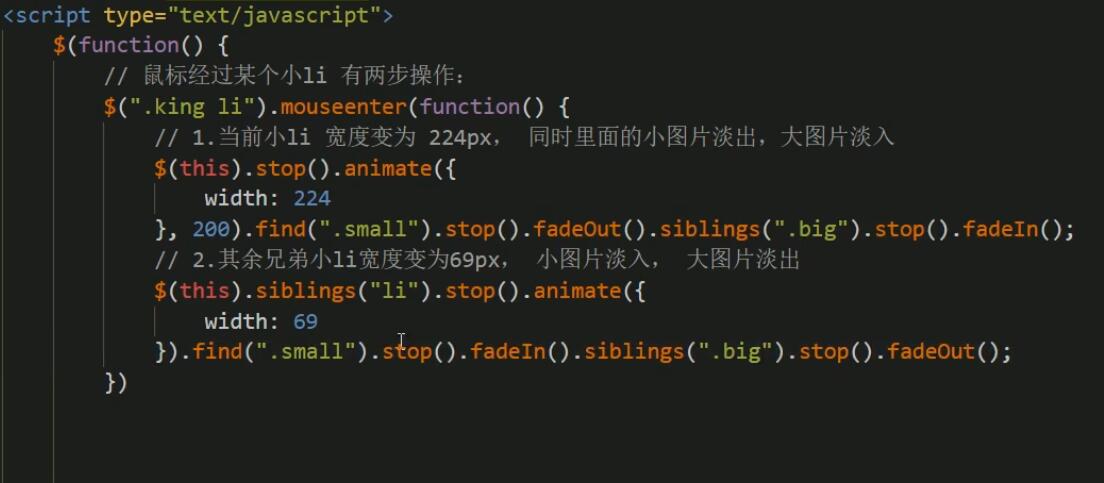 <script type="text/javascript">
$(function() {
// 鼠标经过某个小li 有两步操作：
$(".king li").mouseenter(function() {
// 1.当前小li 宽度变为 224px， 同时里面的小图片淡出，大图片淡入
$(this).stop().animate({
width: 224
}, 200).find(".small").stop().fadeOut().siblings(".big").stop().fadeIn();
// 2.其余兄弟小li宽度变为69px， 小图片淡入， 大图片淡出
$(this).siblings("li").stop().animate({
width: 69
}).find(".small").stop().fadeIn().siblings(".big").stop().fadeOut();
})